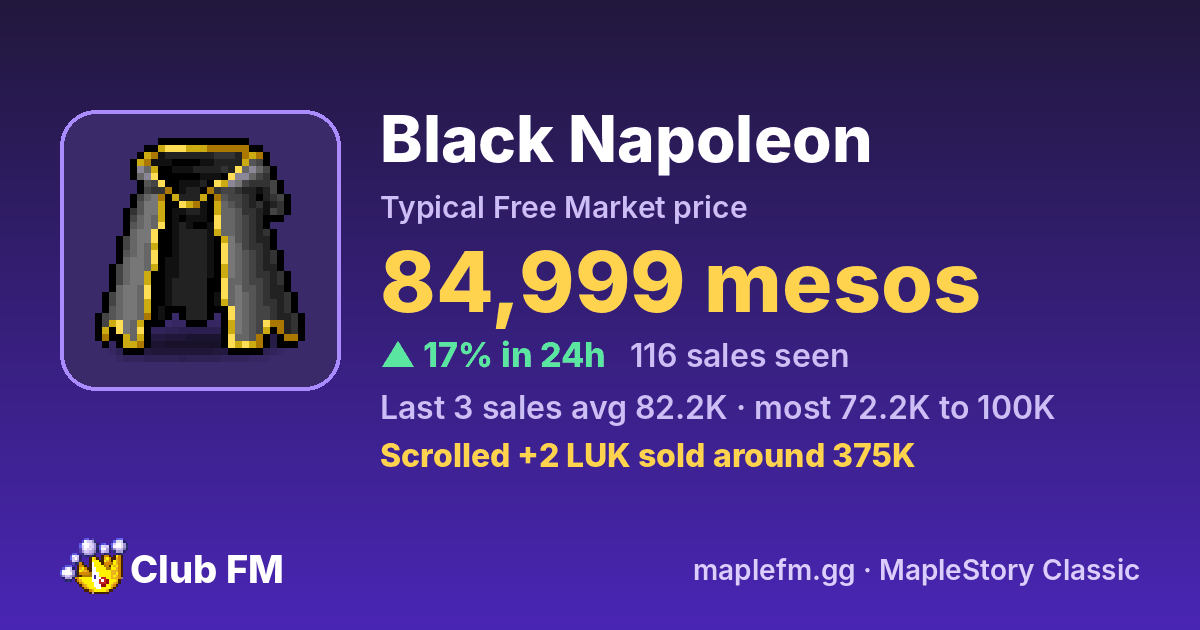 Black Napoleon
Typical Free Market price
84,999 mesos
▲ 17% in 24h 116 sales seen
Last 3 sales avg 82.2K · most 72.2K to 100K
Scrolled +2 LUK sold around 375K
Club FM
maplefm.gg · MapleStory Classic